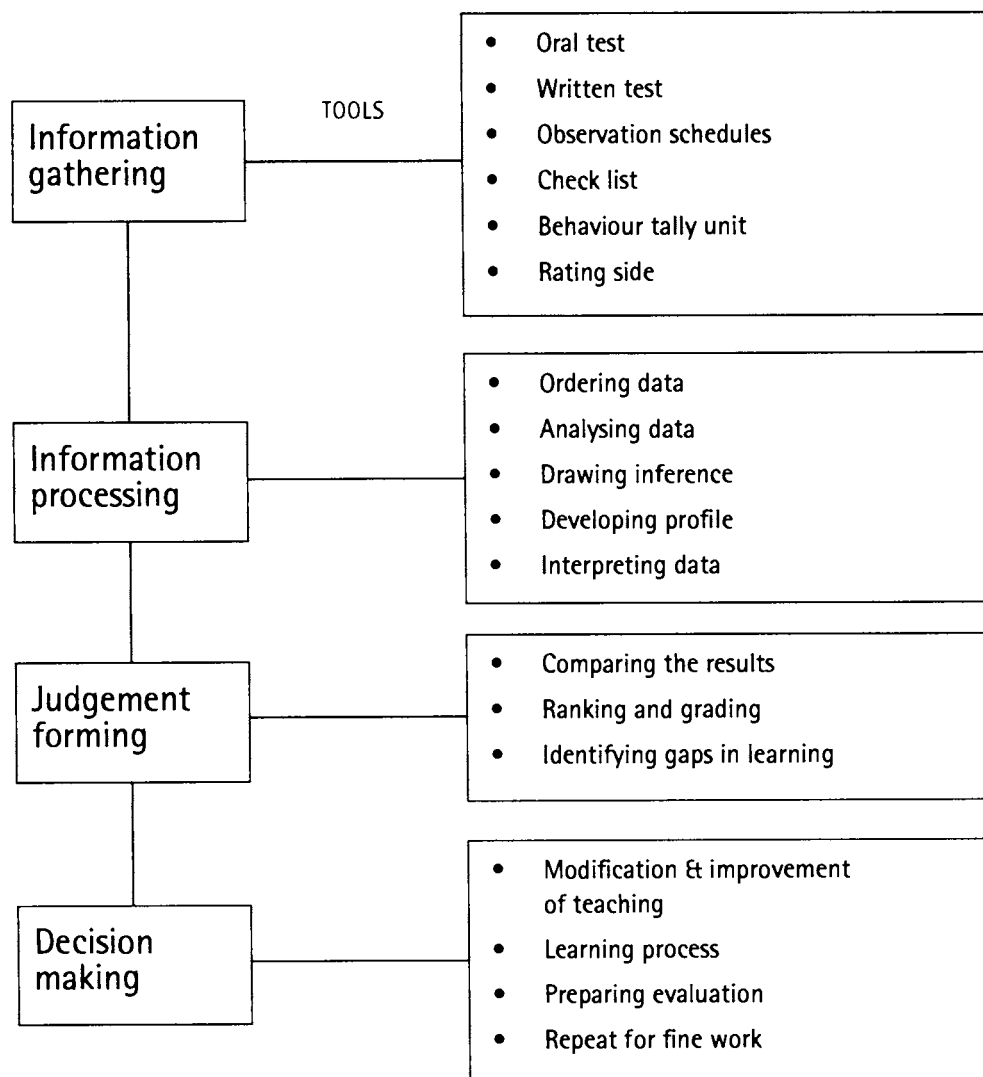 Information
gathering
TOOLS
• Oral test
• Written test
• Observation schedules
• Check list
• Behaviour tally unit
• Rating side
Information
processing
• Ordering data
• Analysing data
• Drawing inference
• Developing profile
• Interpreting data
Judgement
forming
• Comparing the results
• Ranking and grading
• Identifying gaps in learning
Decision
making
• Modification & improvement
of teaching
• Learning process
• Preparing evaluation
• Repeat for fine work